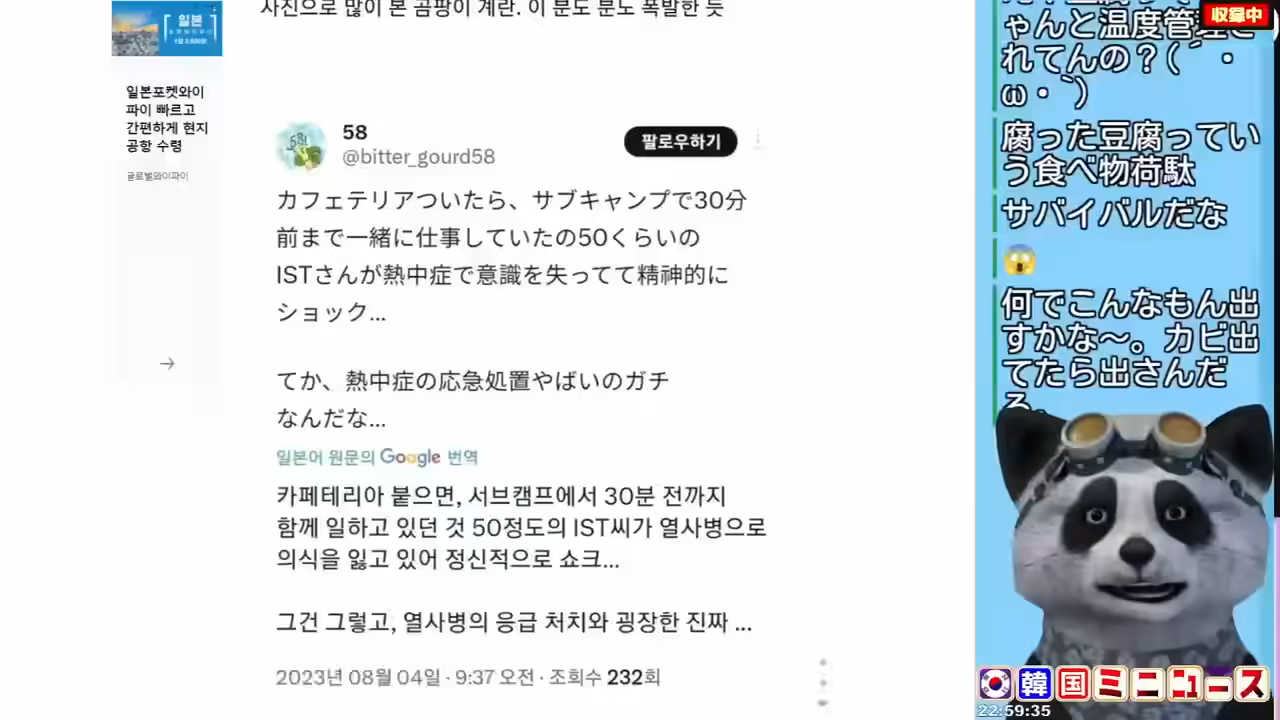 사진으로 많이 본 곰팡이 계란. 이 분도 분도 폭발한 듯
일본
일본포켓와이
파이 빠르고
간편하게 현지
공항 수령
글로벌와이파이
→
58
@bitter_gourd58
팔로우하기
カフェテリアついたら、サブキャンプで30分
前まで一緒に仕事していたの50くらいの
ISTさんが熱中症で意識を失ってて精神的に
ショック...
てか、熱中症の応急処置やばいのガチ
なんだな...
일본어 원문의 Google 번역
카페테리아 붙으면, 서브캠프에서 30분 전까지
함께 일하고 있던 것 50정도의 IST씨가 열사병으로
의식을 잃고 있어 정신적으로 쇼크...
그건 그렇고, 열사병의 응급 처치와 굉장한 진짜 ...
2023년 08월 04일 · 9:37 오전 · 조회수 232회
収録中
ゃんと温度管理さ
れてんの？(´・
ω・`)
腐った豆腐ってい
う食べ物荷駄
サバイバルだな
😱
何でこんなもん出
すかな〜。カビ出
てたら出さんだ
ろ。
韓国ミニニュース
22:59:35